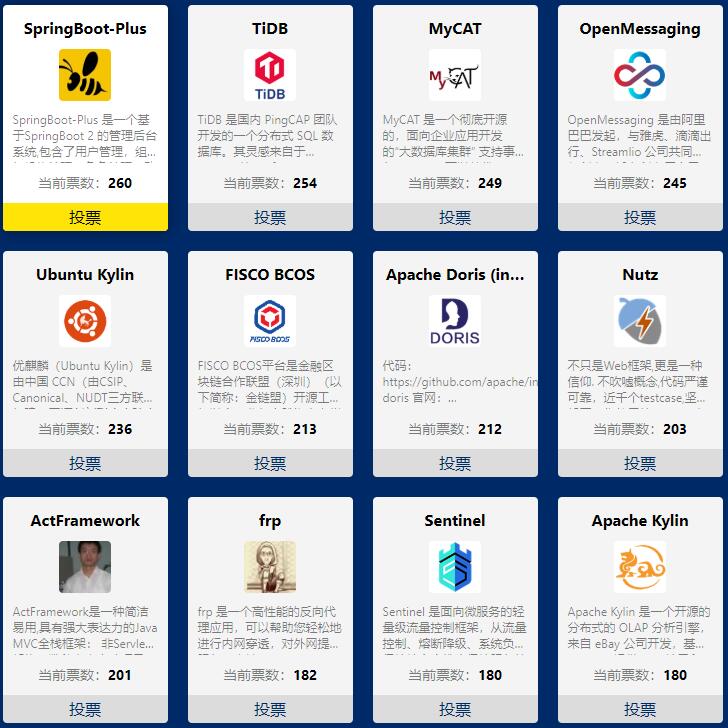 SpringBoot-Plus
SpringBoot-Plus 是一个基
于SpringBoot 2 的管理后台
系统,包含了用户管理，组...
当前票数：260
投票
TiDB
TiDB
TiDB 是国内 PingCAP 团队
开发的一个分布式 SQL 数
据库。其灵感来自于...
当前票数：254
投票
MyCAT
MyCAT
MyCAT 是一个彻底开源
的，面向企业应用开发
的“大数据库集群” 支持事...
当前票数：249
投票
OpenMessaging
OpenMessaging 是由阿里
巴巴发起，与雅虎、滴滴出
行、Streamlio 公司共同...
当前票数：245
投票
Ubuntu Kylin
优麒麟（Ubuntu Kylin）是
由中国 CCN（由CSIP、
Canonical、NUDT三方联...
当前票数：236
投票
FISCO BCOS
FISCO BCOS
FISCO BCOS平台是金融区
块链合作联盟（深圳）（以
下简称：金链盟）开源工...
当前票数：213
投票
Apache Doris (in...
DORIS
代码：
https://github.com/apache/in
doris 官网：...
当前票数：212
投票
Nutz
不只是Web框架,更是一种
信仰. 不吹嘘概念,代码严谨
可靠，近千个testcase,坚...
当前票数：203
投票
ActFramework
ActFramework是一种简洁
易用,具有强大表达力的Java
MVC全栈框架： 非Servle...
当前票数：201
投票
frp
frp 是一个高性能的反向代
理应用，可以帮助您轻松地
进行内网穿透，对外网提...
当前票数：182
投票
Sentinel
Sentinel 是面向微服务的轻
量级流量控制框架，从流量
控制、熔断降级、系统负...
当前票数：180
投票
Apache Kylin
Apache Kylin 是一个开源的
分布式的 OLAP 分析引擎，
来自 eBay 公司开发，基...
当前票数：180
投票